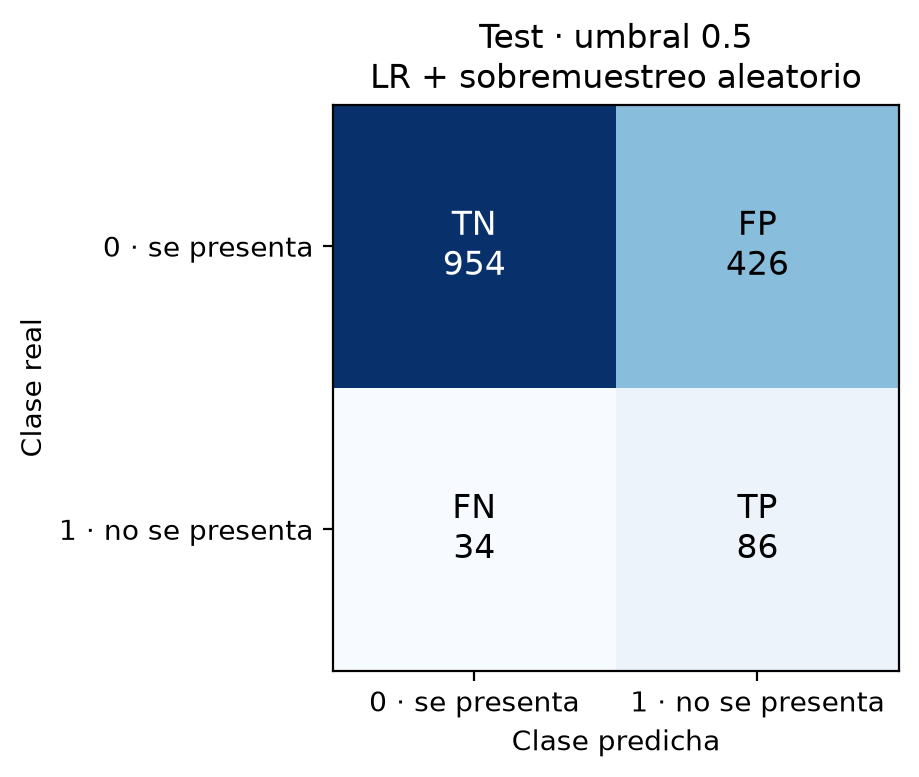 Test · umbral 0.5
LR + sobremuestreo aleatorio
Clase real
0 · se presenta
TN
954
FP
426
1 · no se presenta
FN
34
TP
86
0 · se presenta
1 · no se presenta
Clase predicha